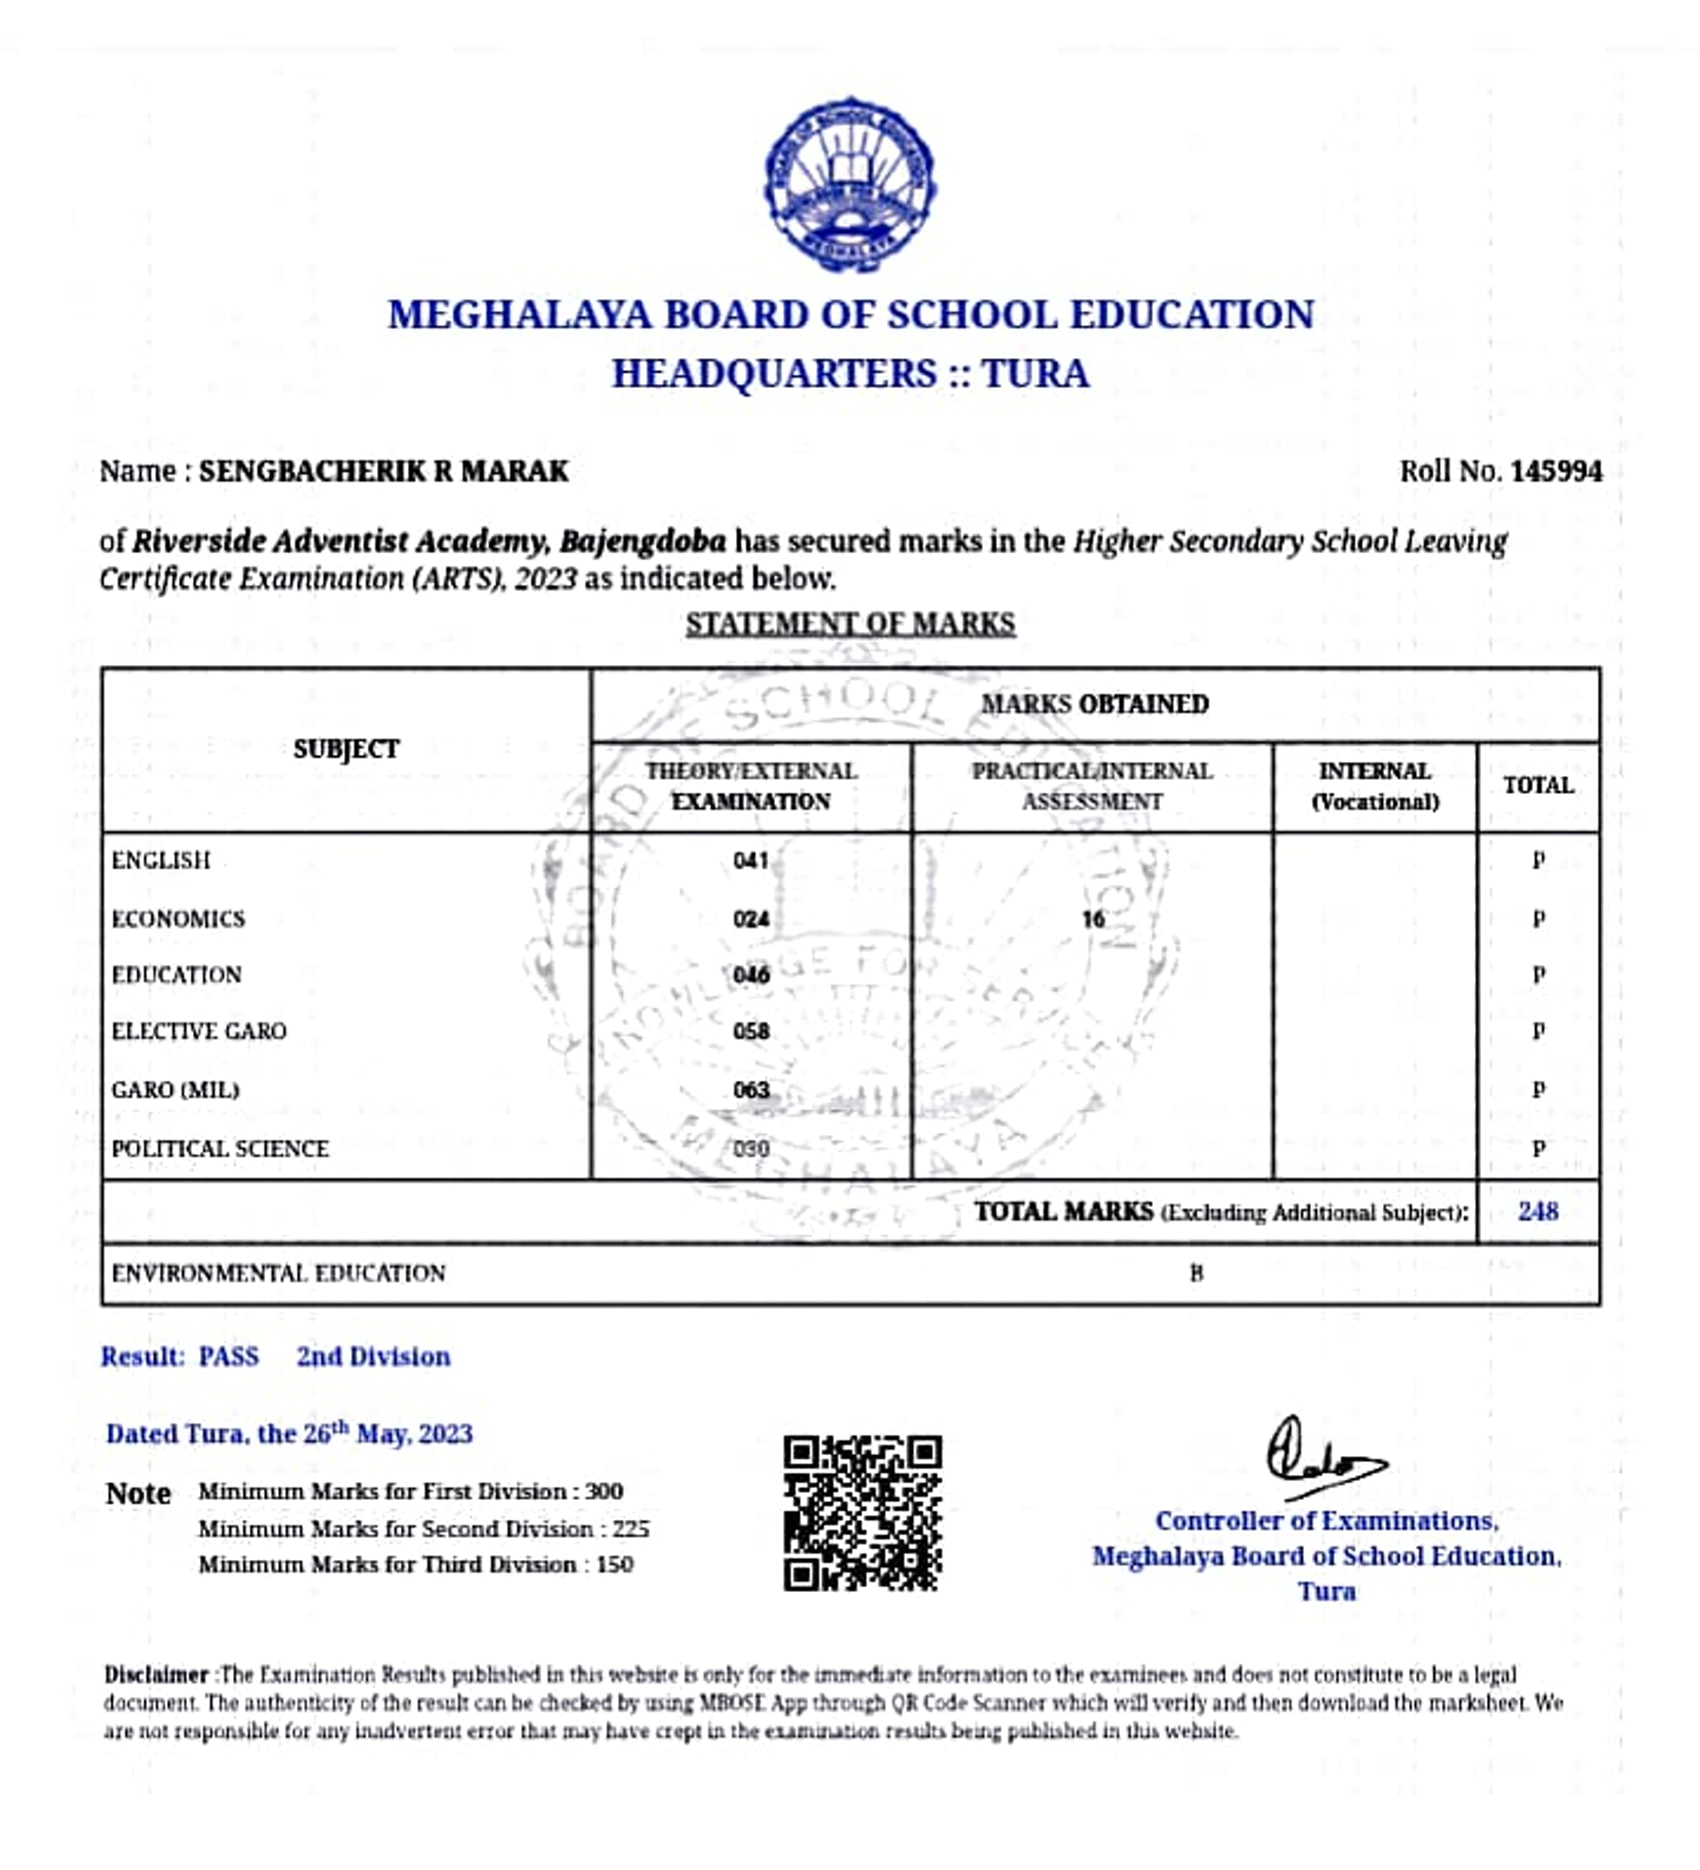 BOARD OF SCHOOL EDUCATION
MEGHALAYA
MEGHALAYA BOARD OF SCHOOL EDUCATION
HEADQUARTERS :: TURA
Name : SENGBACHERIK R MARAK Roll No. 145994
of Riverside Adventist Academy, Bajengdoba has secured marks in the Higher Secondary School Leaving
Certificate Examination (ARTS), 2023 as indicated below.
STATEMENT OF MARKS
SUBJECT MARKS OBTAINED
THEORY/EXTERNAL EXAMINATION PRACTICAL/INTERNAL ASSESSMENT INTERNAL (Vocational) TOTAL
ENGLISH 041 P
ECONOMICS 024 16 P
EDUCATION 046 P
ELECTIVE GARO 058 P
GARO (MIL) 063 P
POLITICAL SCIENCE 030 P
TOTAL MARKS (Excluding Additional Subject): 248
ENVIRONMENTAL EDUCATION B
Result: PASS 2nd Division
Dated Tura, the 26th May, 2023
Note Minimum Marks for First Division : 300
Minimum Marks for Second Division : 225
Minimum Marks for Third Division : 150
Controller of Examinations,
Meghalaya Board of School Education,
Tura
Disclaimer :The Examination Results published in this website is only for the immediate information to the examinees and does not constitute to be a legal
document. The authenticity of the result can be checked by using MBOSE App through QR Code Scanner which will verify and then download the marksheet. We
are not responsible for any inadvertent error that may have crept in the examination results being published in this website.